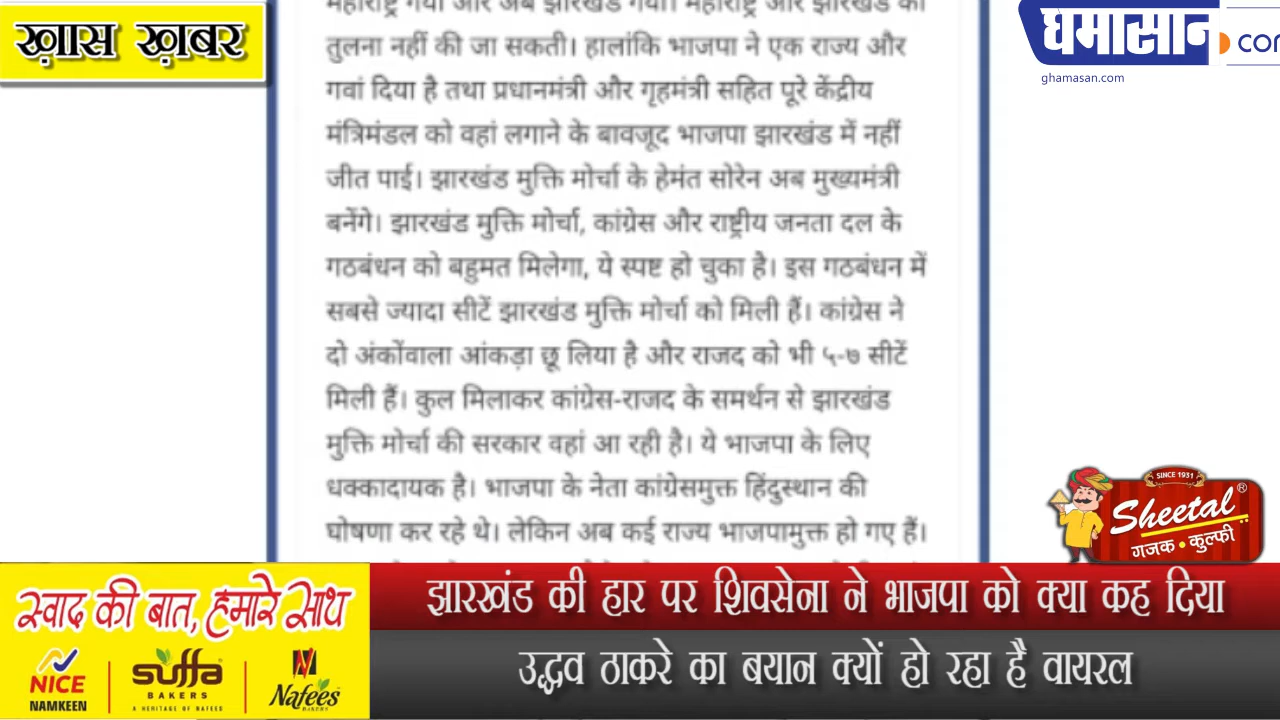 ख़ास ख़बर
घमासान
.com
ghamasan.com
महाराष्ट्र गया और अब झारखंड गया। महाराष्ट्र और झारखंड की
तुलना नहीं की जा सकती। हालांकि भाजपा ने एक राज्य और
गवां दिया है तथा प्रधानमंत्री और गृहमंत्री सहित पूरे केंद्रीय
मंत्रिमंडल को वहां लगाने के बावजूद भाजपा झारखंड में नहीं
जीत पाई। झारखंड मुक्ति मोर्चा के हेमंत सोरेन अब मुख्यमंत्री
बनेंगे। झारखंड मुक्ति मोर्चा, कांग्रेस और राष्ट्रीय जनता दल के
गठबंधन को बहुमत मिलेगा, ये स्पष्ट हो चुका है। इस गठबंधन में
सबसे ज्यादा सीटें झारखंड मुक्ति मोर्चा को मिली हैं। कांग्रेस ने
दो अंकोंवाला आंकड़ा छू लिया है और राजद को भी ५-७ सीटें
मिली हैं। कुल मिलाकर कांग्रेस-राजद के समर्थन से झारखंड
मुक्ति मोर्चा की सरकार वहां आ रही है। ये भाजपा के लिए
धक्कादायक है। भाजपा के नेता कांग्रेसमुक्त हिंदुस्थान की
घोषणा कर रहे थे। लेकिन अब कई राज्य भाजपामुक्त हो गए हैं।
SINCE 1931
Sheetal®
गजक • कुल्फी
स्वाद की बात, हमारे साथ
NICE
NAMKEEN
Suffa
BAKERS
A HERITAGE OF NAFEES
Nafees
BAKERY
झारखंड की हार पर शिवसेना ने भाजपा को क्या कह दिया
उद्धव ठाकरे का बयान क्यों हो रहा है वायरल